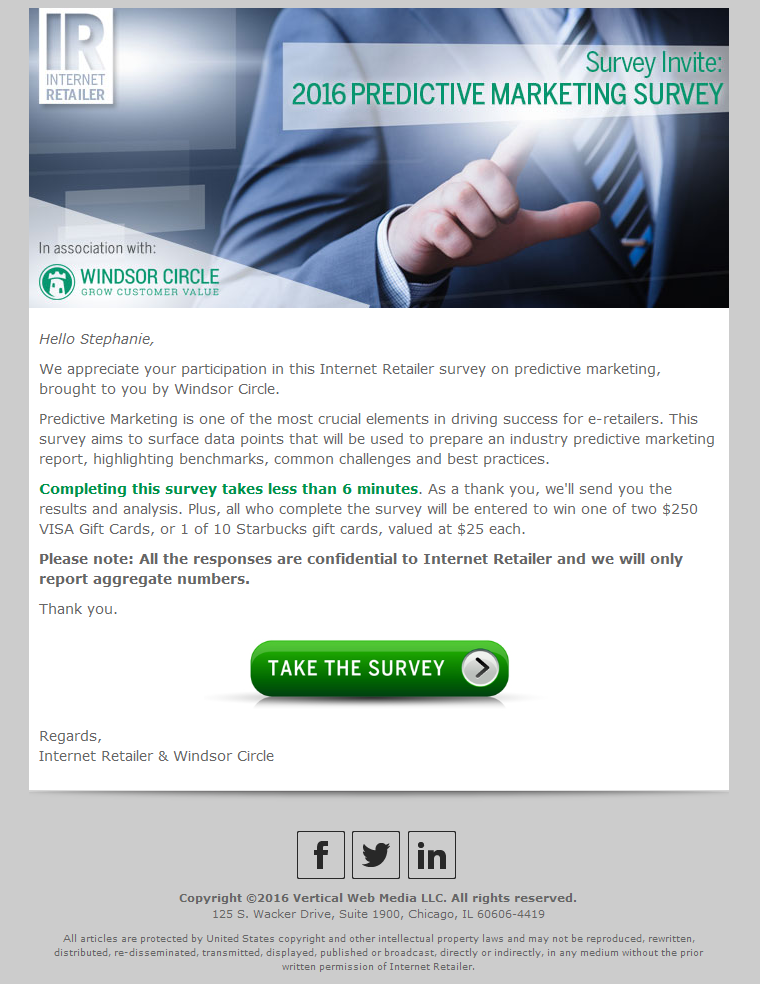 IR
INTERNET
RETAILER
Survey Invite:
2016 PREDICTIVE MARKETING SURVEY
In association with:
WINDSOR CIRCLE
GROW CUSTOMER VALUE
Hello Stephanie,
We appreciate your participation in this Internet Retailer survey on predictive marketing,
brought to you by Windsor Circle.
Predictive Marketing is one of the most crucial elements in driving success for e-retailers. This
survey aims to surface data points that will be used to prepare an industry predictive marketing
report, highlighting benchmarks, common challenges and best practices.
Completing this survey takes less than 6 minutes. As a thank you, we'll send you the
results and analysis. Plus, all who complete the survey will be entered to win one of two $250
VISA Gift Cards, or 1 of 10 Starbucks gift cards, valued at $25 each.
Please note: All the responses are confidential to Internet Retailer and we will only
report aggregate numbers.
Thank you.
TAKE THE SURVEY
Regards,
Internet Retailer & Windsor Circle
f
in
Copyright ©2016 Vertical Web Media LLC. All rights reserved.
125 S. Wacker Drive, Suite 1900, Chicago, IL 60606-4419
All articles are protected by United States copyright and other intellectual property laws and may not be reproduced, rewritten,
distributed, re-disseminated, transmitted, displayed, published or broadcast, directly or indirectly, in any medium without the prior
written permission of Internet Retailer.